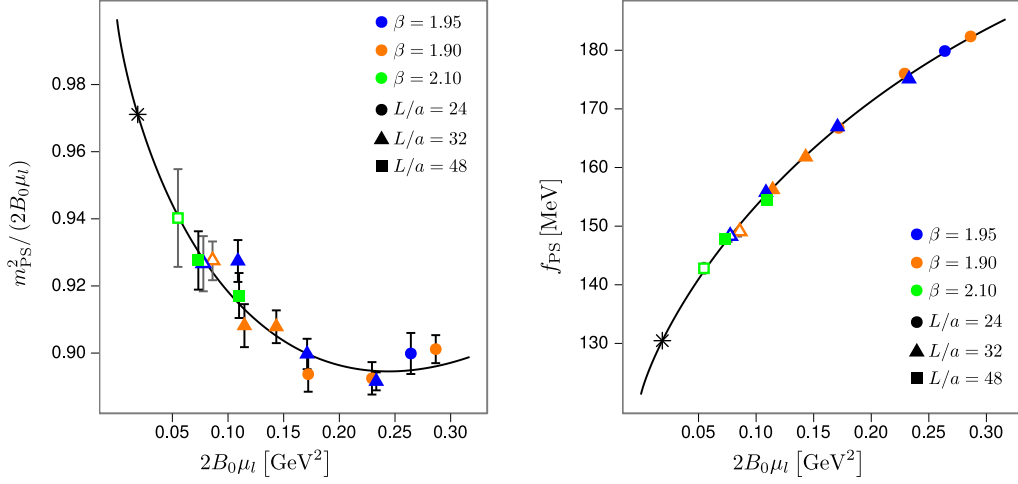 β = 1.95
β = 1.90
β = 2.10
L/a = 24
L/a = 32
L/a = 48
0.98
0.96
0.94
0.92
0.90
m²_PS/(2B₀μ_l)
0.05 0.10 0.15 0.20 0.25 0.30
2B₀μ_l [GeV²]
180
170
160
150
140
130
f_PS [MeV]
β = 1.95
β = 1.90
β = 2.10
L/a = 24
L/a = 32
L/a = 48
0.05 0.10 0.15 0.20 0.25 0.30
2B₀μ_l [GeV²]